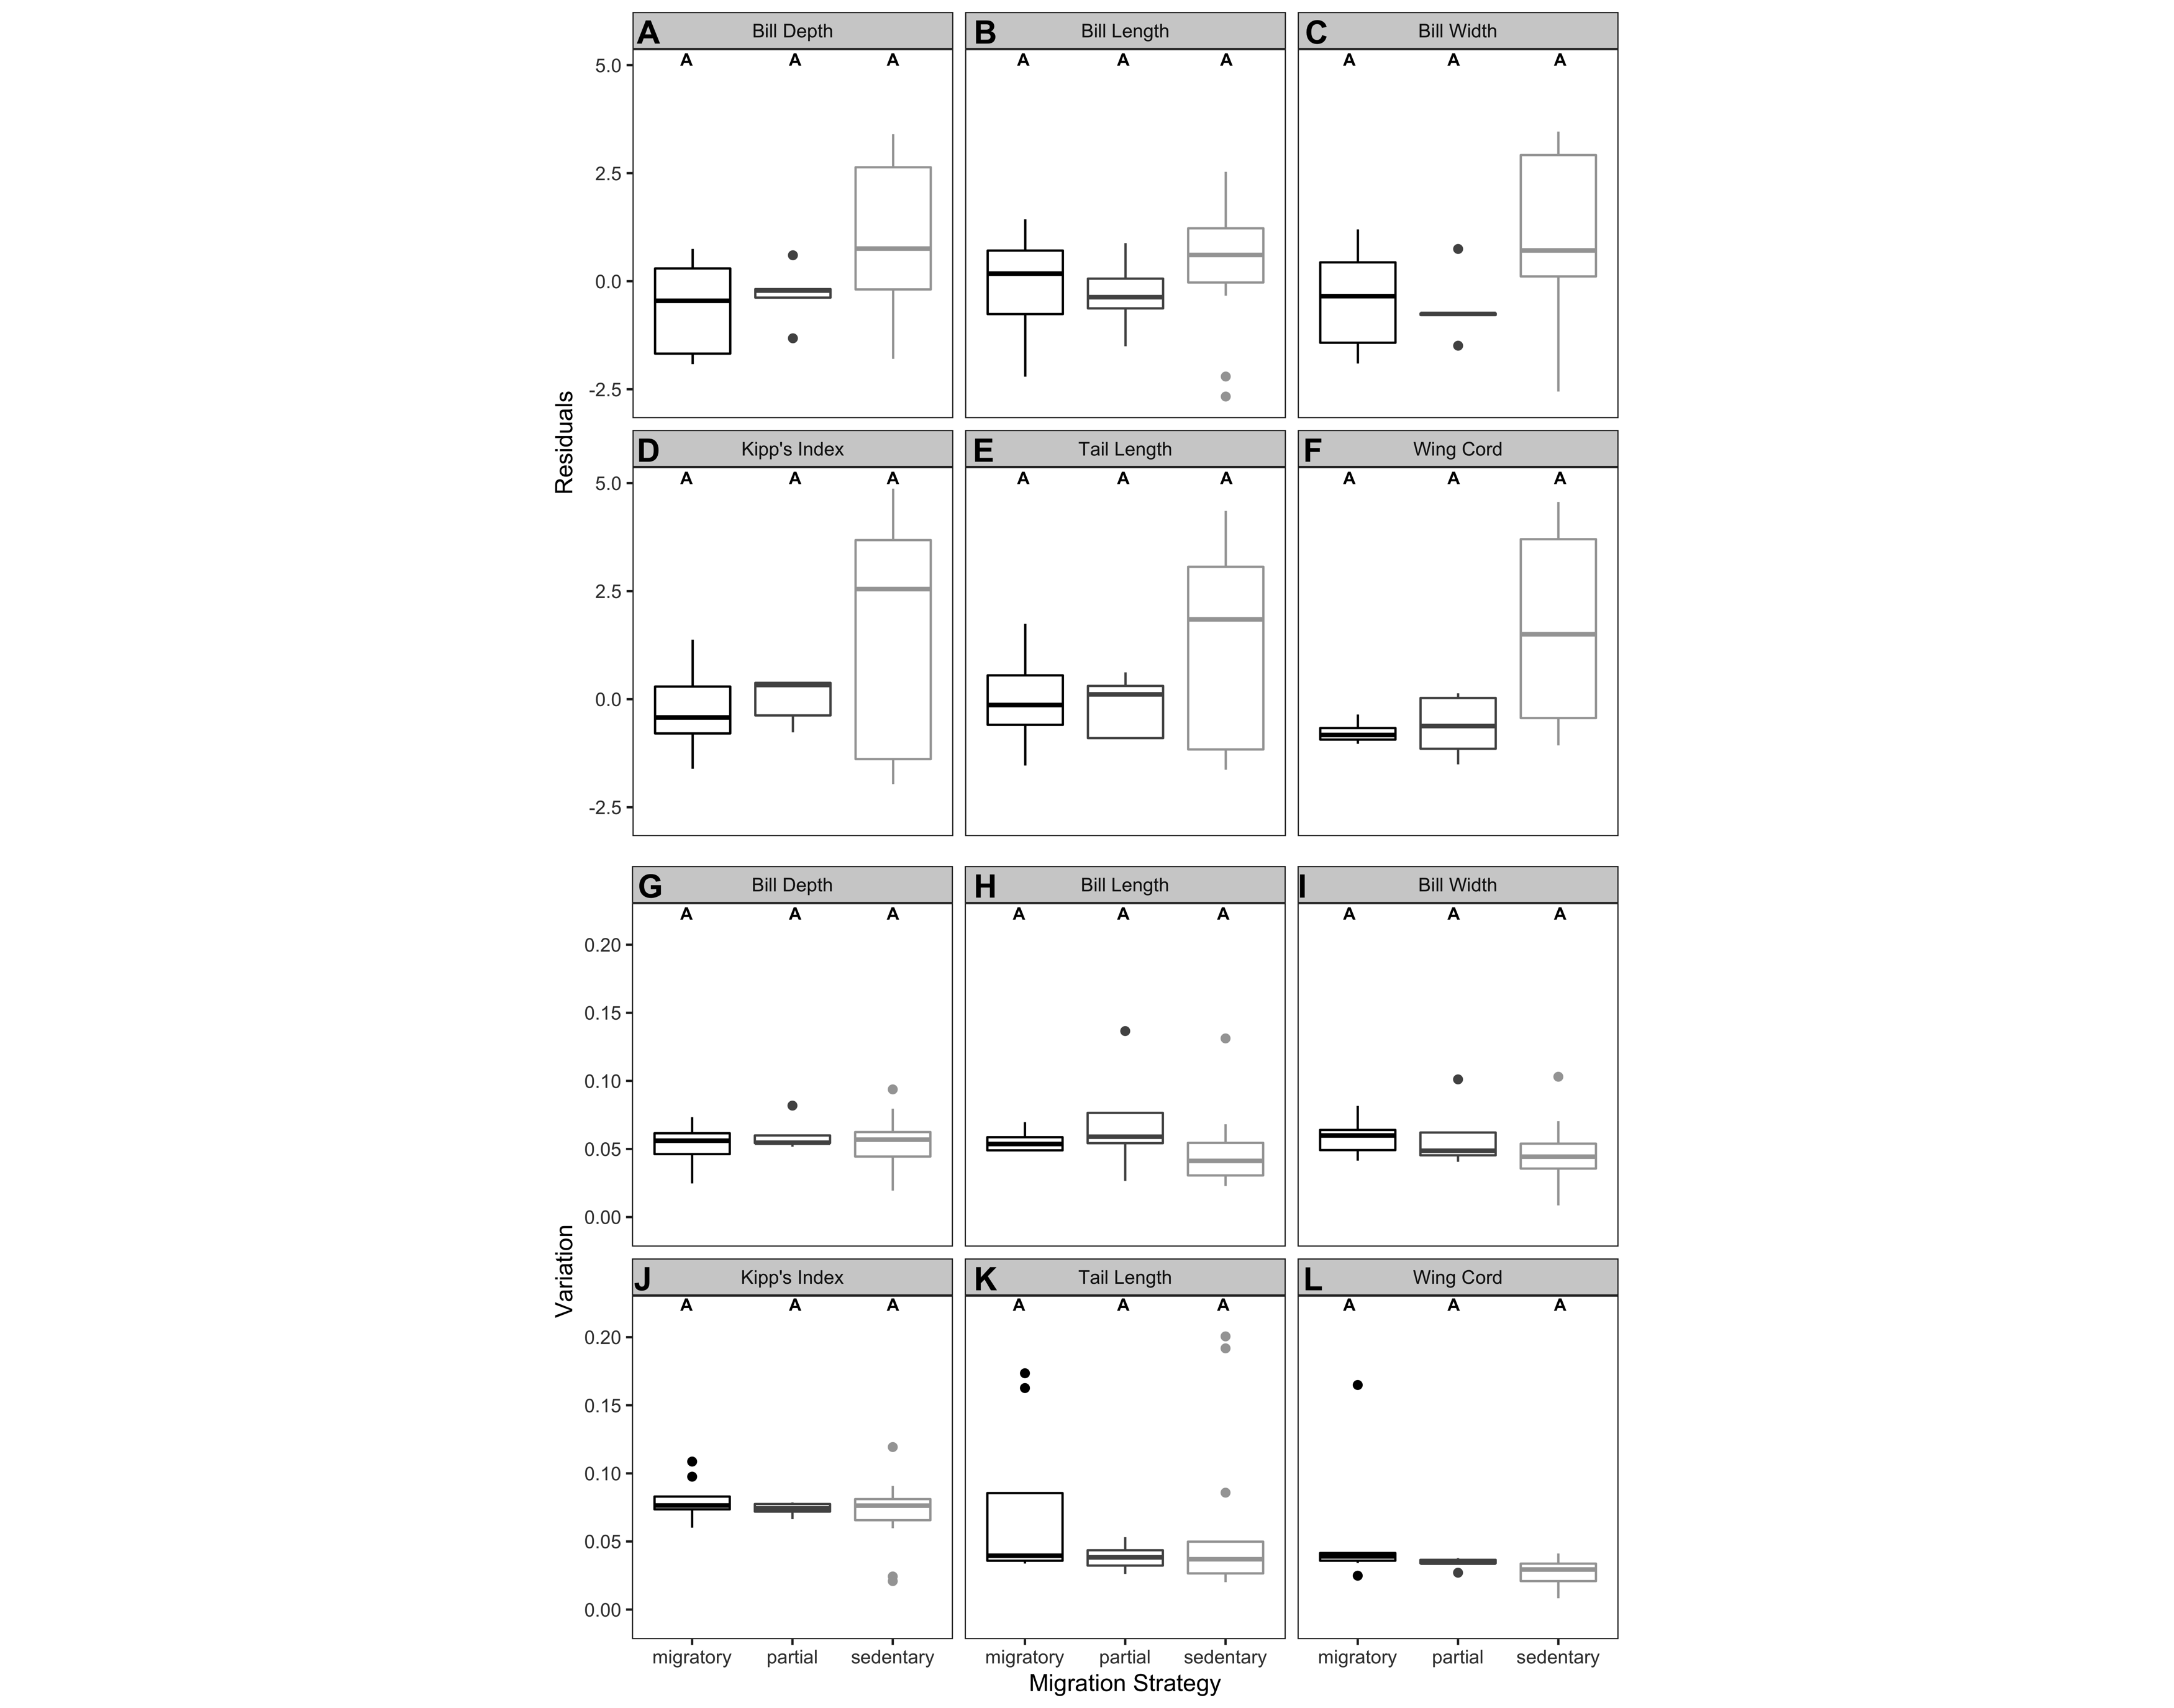 A Bill Depth B Bill Length C Bill Width
A A A A A A A A A
5.0
2.5
0.0
-2.5
Residuals
D Kipp's Index E Tail Length F Wing Cord
A A A A A A A A A
5.0
2.5
0.0
-2.5
G Bill Depth H Bill Length I Bill Width
A A A A A A A A A
0.20
0.15
0.10
0.05
0.00
Variation
J Kipp's Index K Tail Length L Wing Cord
A A A A A A A A A
0.20
0.15
0.10
0.05
0.00
migratory partial sedentary migratory partial sedentary migratory partial sedentary
Migration Strategy